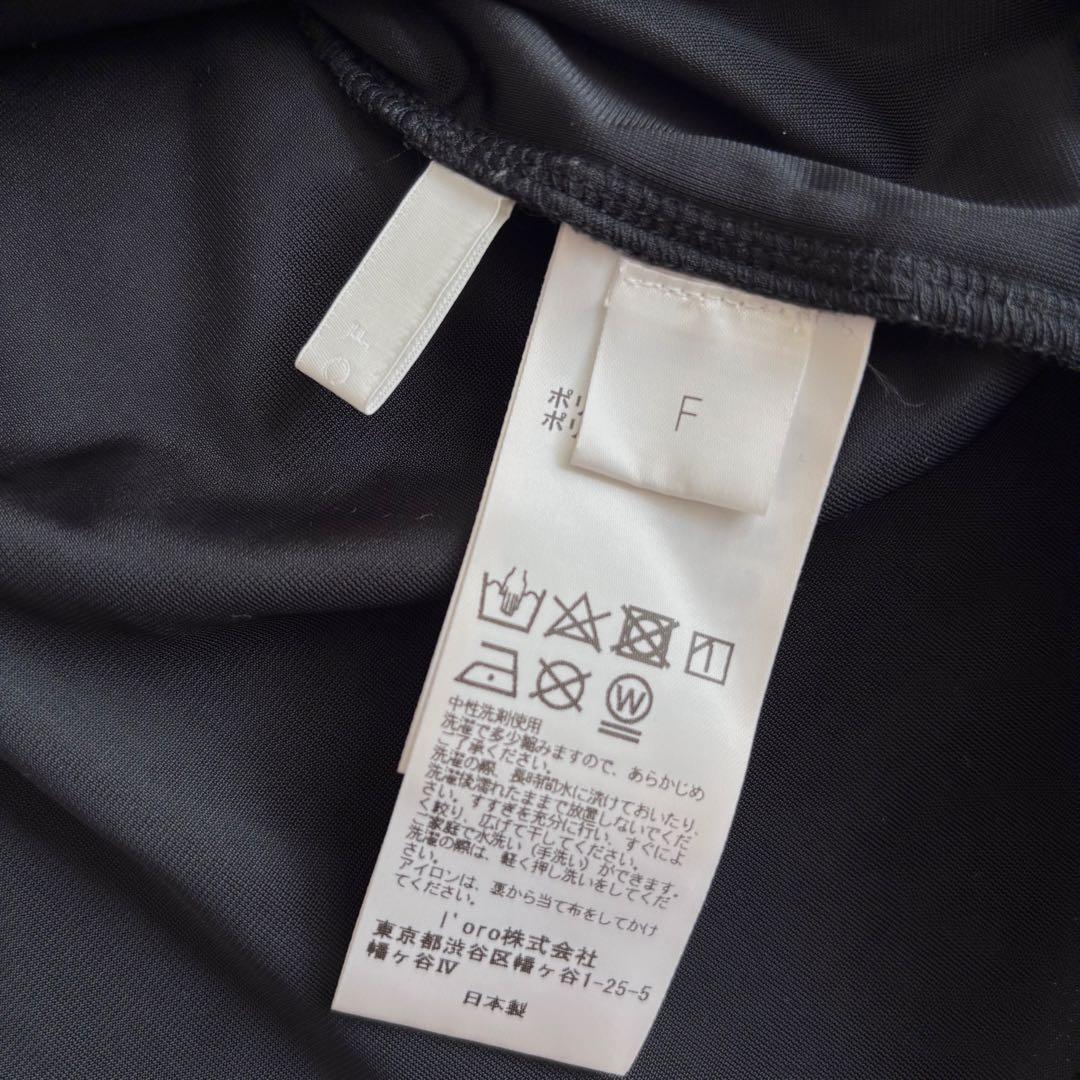 F
ポリ
ポリ
W
中性洗剤使用
洗濯で多少縮みますので、あらかじめ
ご了承ください。
洗濯の際、長時間水に漬けておいたり、
洗濯後濡れたままで放置しないでくだ
さい。すすぎを充分に行い、すぐによ
く絞り、広げて干してください。
ご家庭で水洗い（手洗い）ができます。
洗濯の際は、軽く押し洗いをしてくだ
さい。
アイロンは、裏から当て布をしてかけ
てください。
l'oro株式会社
東京都渋谷区幡ヶ谷1-25-5
幡ヶ谷Ⅳ
日本製